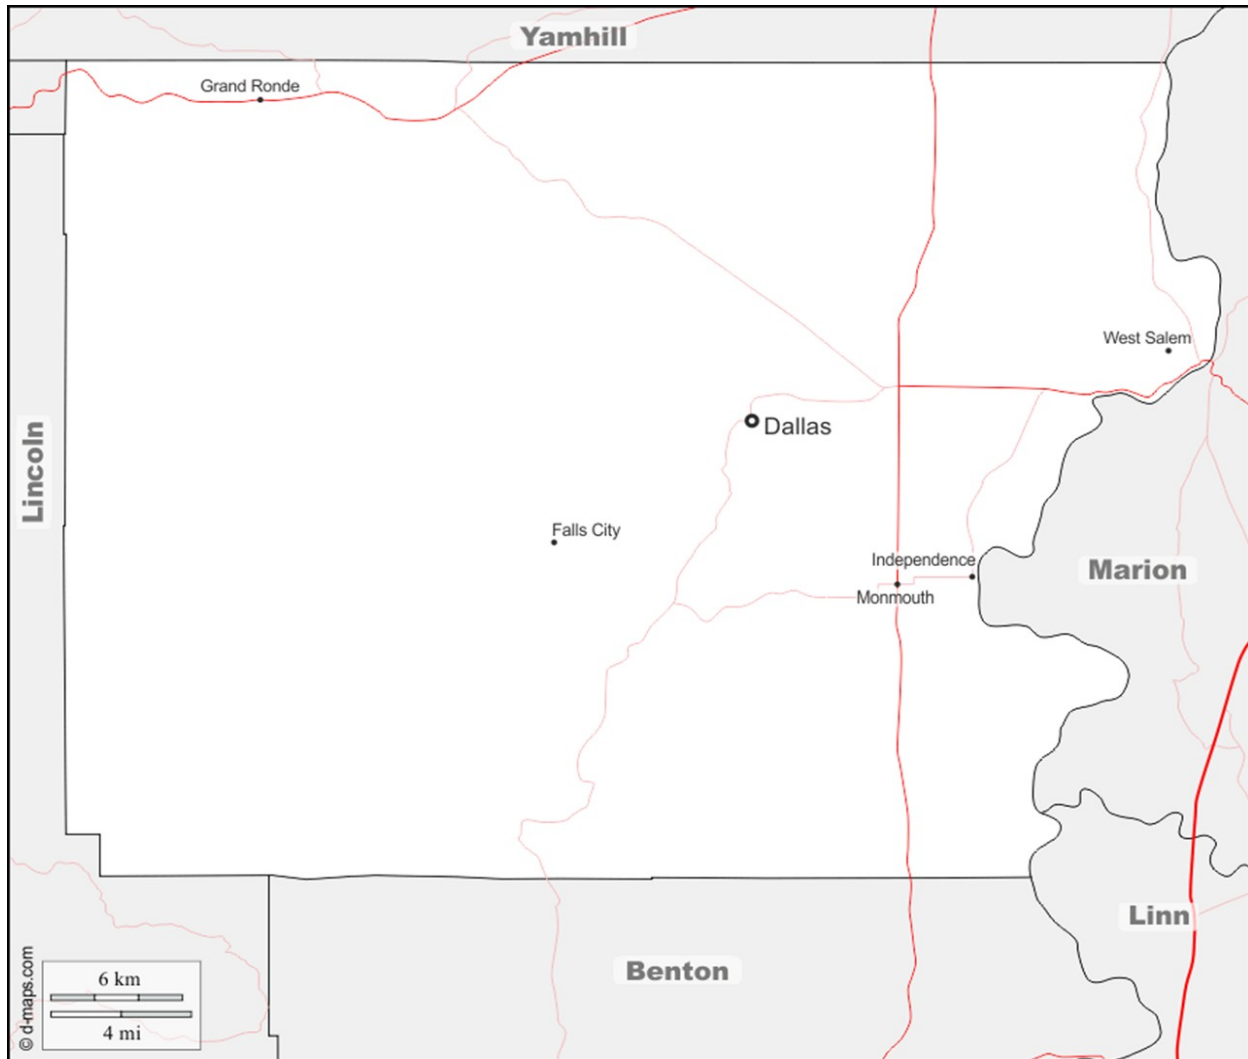 Yamhill
Grand Ronde
West Salem
Dallas
Lincoln
Falls City
Independence
Marion
Monmouth
Linn
Benton
© d-maps.com
6 km
4 mi